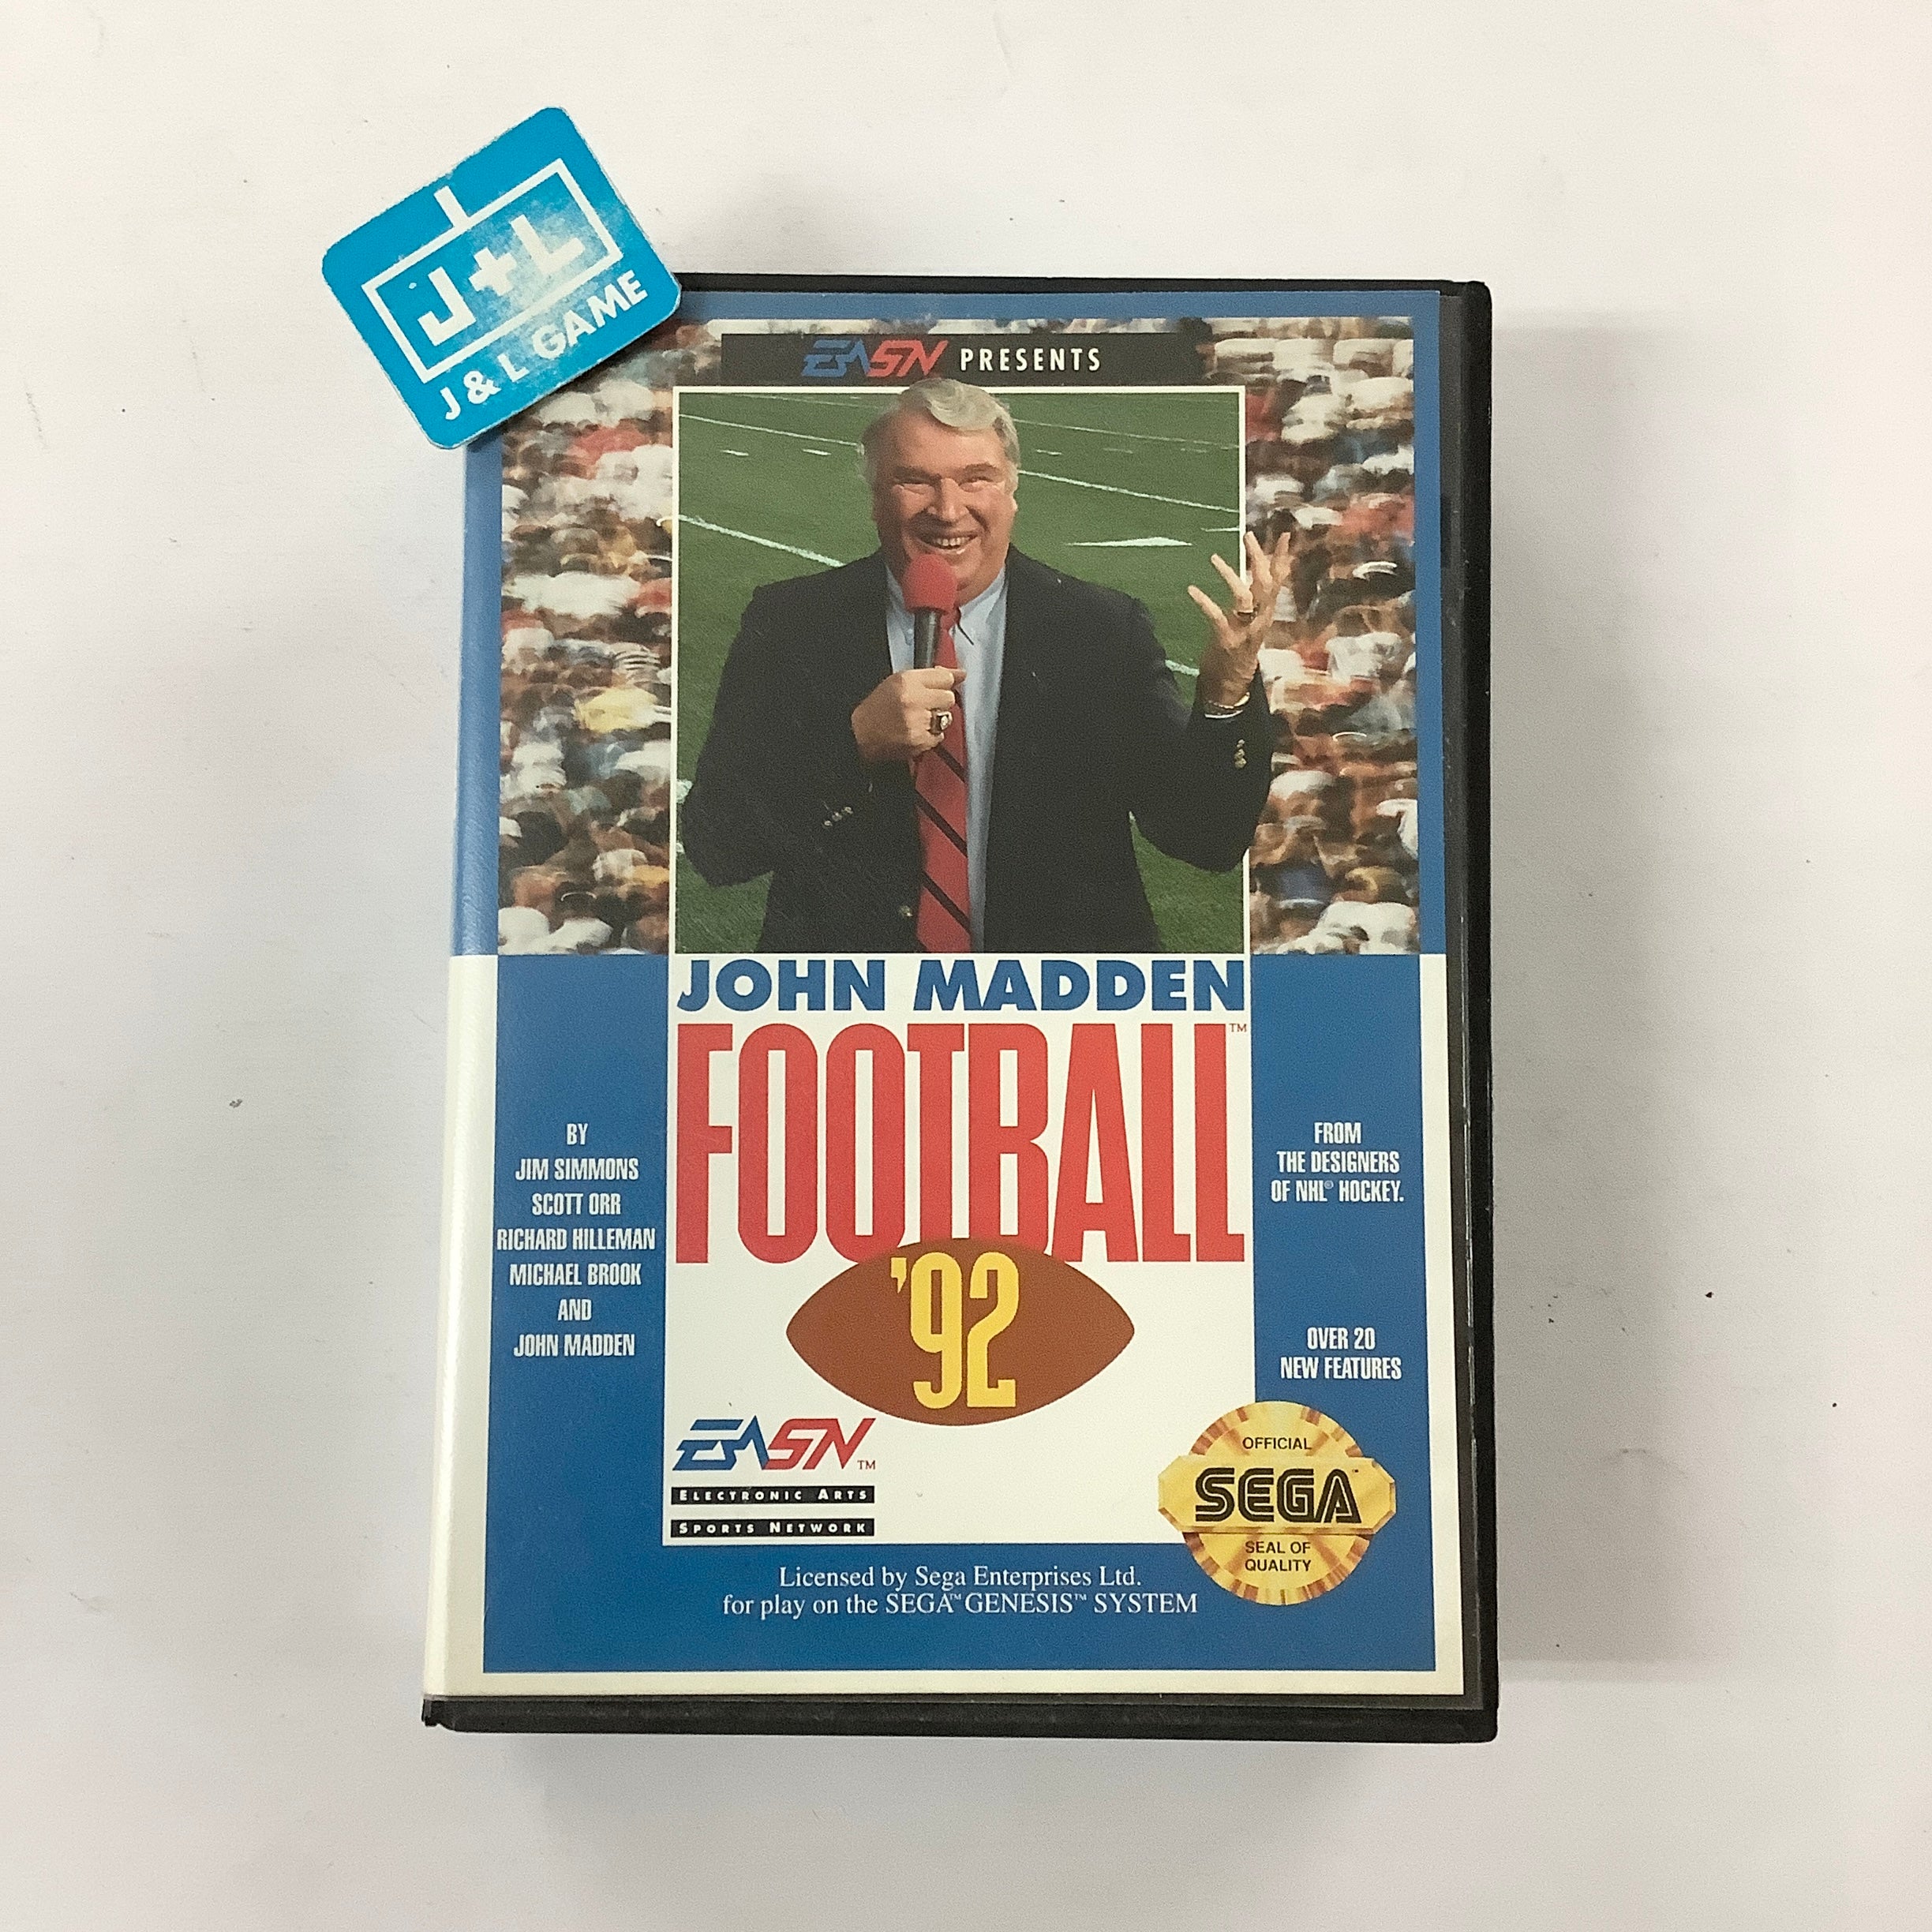 J+L
J & L GAME
EASN PRESENTS
JOHN MADDEN
FOOTBALL™
'92
BY
JIM SIMMONS
SCOTT ORR
RICHARD HILLEMAN
MICHAEL BROOK
AND
JOHN MADDEN
FROM
THE DESIGNERS
OF NHL® HOCKEY.
OVER 20
NEW FEATURES
EASN™
ELECTRONIC ARTS
SPORTS NETWORK
OFFICIAL
SEGA™
SEAL OF
QUALITY
Licensed by Sega Enterprises Ltd.
for play on the SEGA™ GENESIS™ SYSTEM